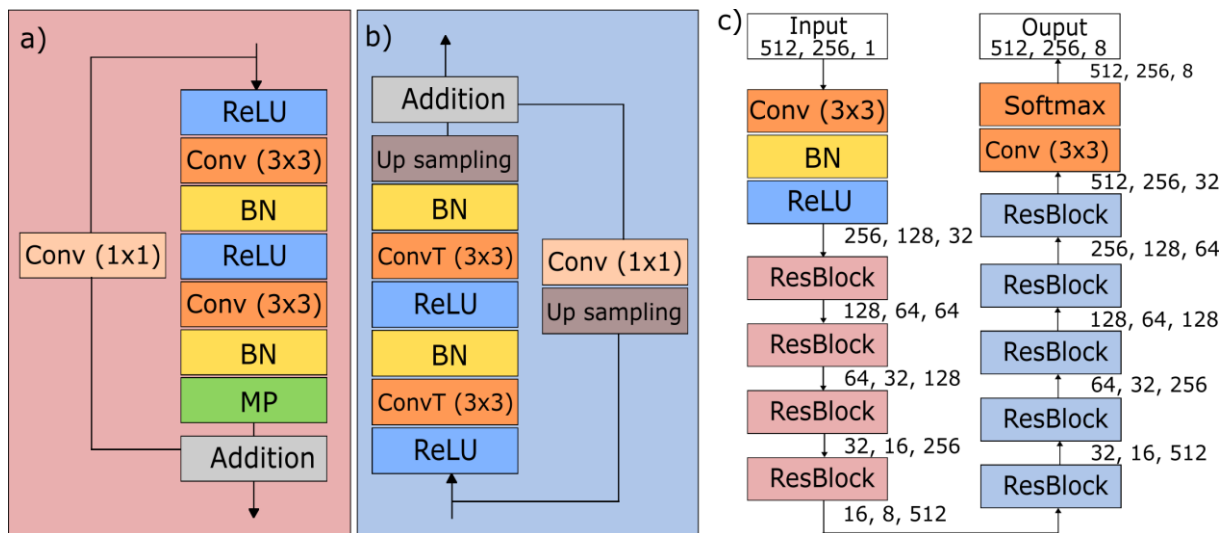 a)
ReLU
Conv (3x3)
BN
ReLU
Conv (3x3)
BN
MP
Addition
Conv (1x1)
b)
Addition
Up sampling
BN
ConvT (3x3)
ReLU
BN
ConvT (3x3)
ReLU
Conv (1x1)
Up sampling
c)
Input
512, 256, 1
Conv (3x3)
BN
ReLU
256, 128, 32
ResBlock
128, 64, 64
ResBlock
64, 32, 128
ResBlock
32, 16, 256
ResBlock
16, 8, 512
Ouput
512, 256, 8
512, 256, 8
Softmax
Conv (3x3)
512, 256, 32
ResBlock
256, 128, 64
ResBlock
128, 64, 128
ResBlock
64, 32, 256
ResBlock
32, 16, 512
ResBlock